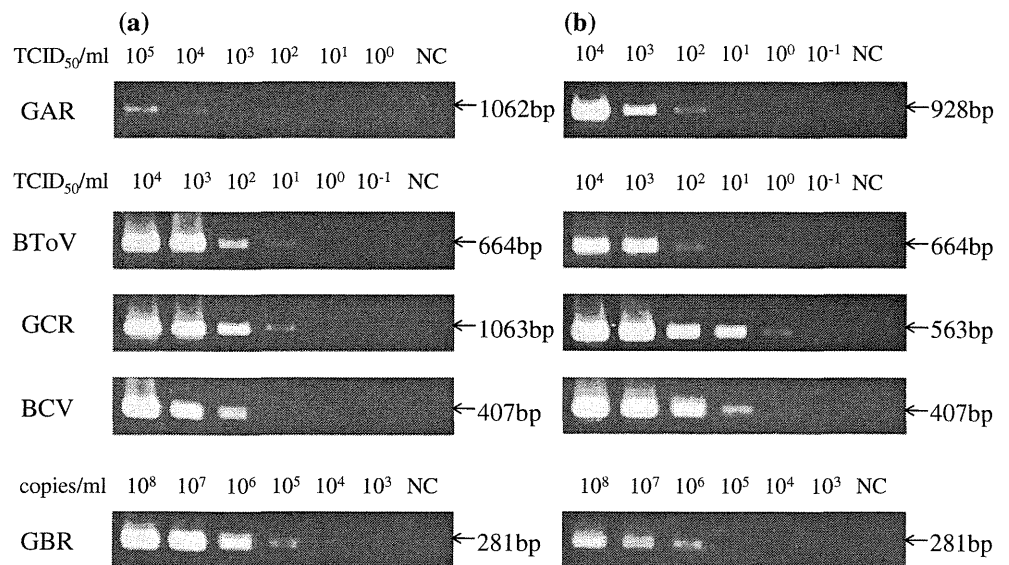 (a) (b)
TCID₅₀/ml 10⁵ 10⁴ 10³ 10² 10¹ 10⁰ NC 10⁴ 10³ 10² 10¹ 10⁰ 10⁻¹ NC
GAR ←1062bp ←928bp
TCID₅₀/ml 10⁴ 10³ 10² 10¹ 10⁰ 10⁻¹ NC 10⁴ 10³ 10² 10¹ 10⁰ 10⁻¹ NC
BToV ←664bp ←664bp
GCR ←1063bp ←563bp
BCV ←407bp ←407bp
copies/ml 10⁸ 10⁷ 10⁶ 10⁵ 10⁴ 10³ NC 10⁸ 10⁷ 10⁶ 10⁵ 10⁴ 10³ NC
GBR ←281bp ←281bp